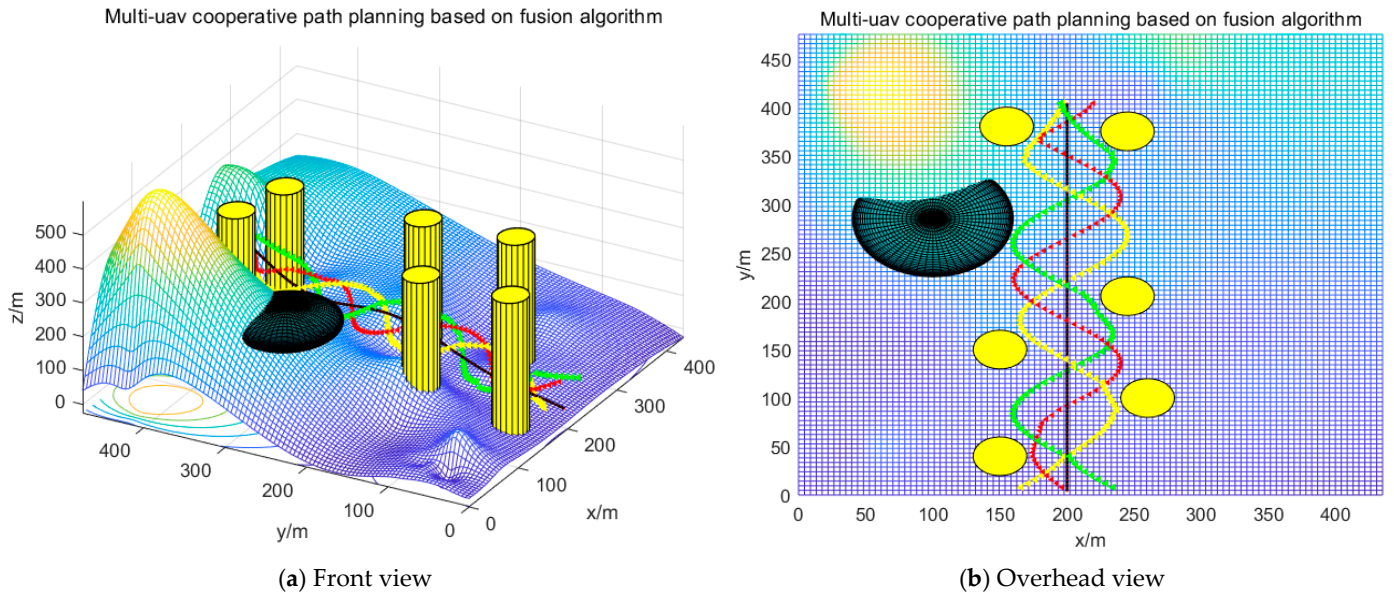 Multi-uav cooperative path planning based on fusion algorithm
z/m
500
400
300
200
100
0
400
300
200
100
0
y/m
0
100
200
300
400
x/m
(a) Front view
Multi-uav cooperative path planning based on fusion algorithm
y/m
450
400
350
300
250
200
150
100
50
0
0 50 100 150 200 250 300 350 400
x/m
(b) Overhead view